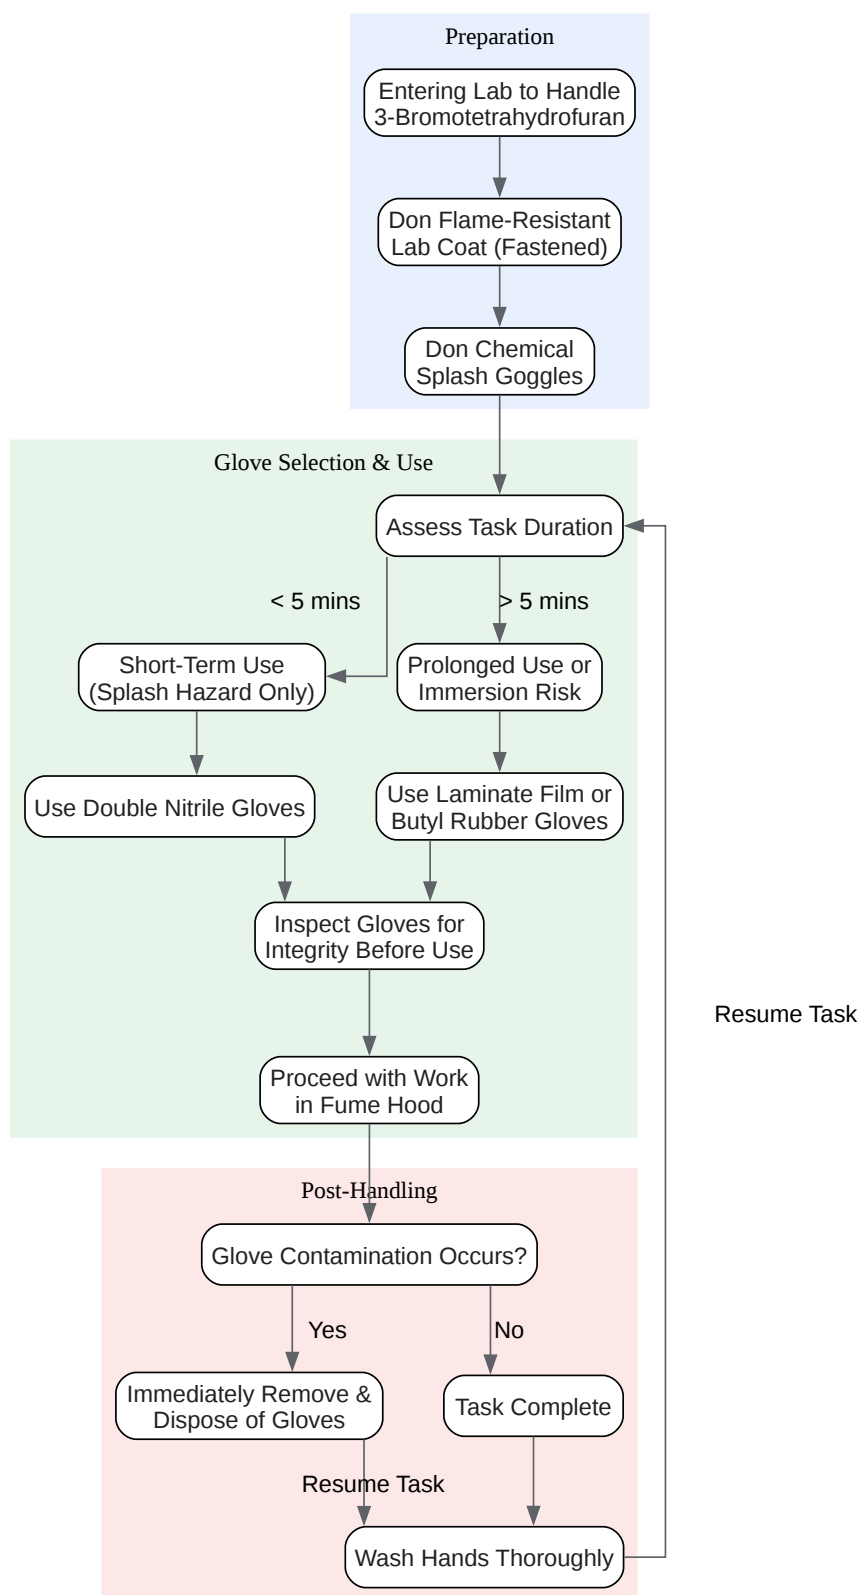 Preparation
Entering Lab to Handle
3-Bromotetrahydrofuran
Don Flame-Resistant
Lab Coat (Fastened)
Don Chemical
Splash Goggles
Glove Selection & Use
Assess Task Duration
< 5 mins
> 5 mins
Short-Term Use
(Splash Hazard Only)
Prolonged Use or
Immersion Risk
Use Double Nitrile Gloves
Use Laminate Film or
Butyl Rubber Gloves
Inspect Gloves for
Integrity Before Use
Resume Task
Proceed with Work
in Fume Hood
Post-Handling
Glove Contamination Occurs?
Yes
No
Immediately Remove &
Dispose of Gloves
Task Complete
Resume Task
Wash Hands Thoroughly